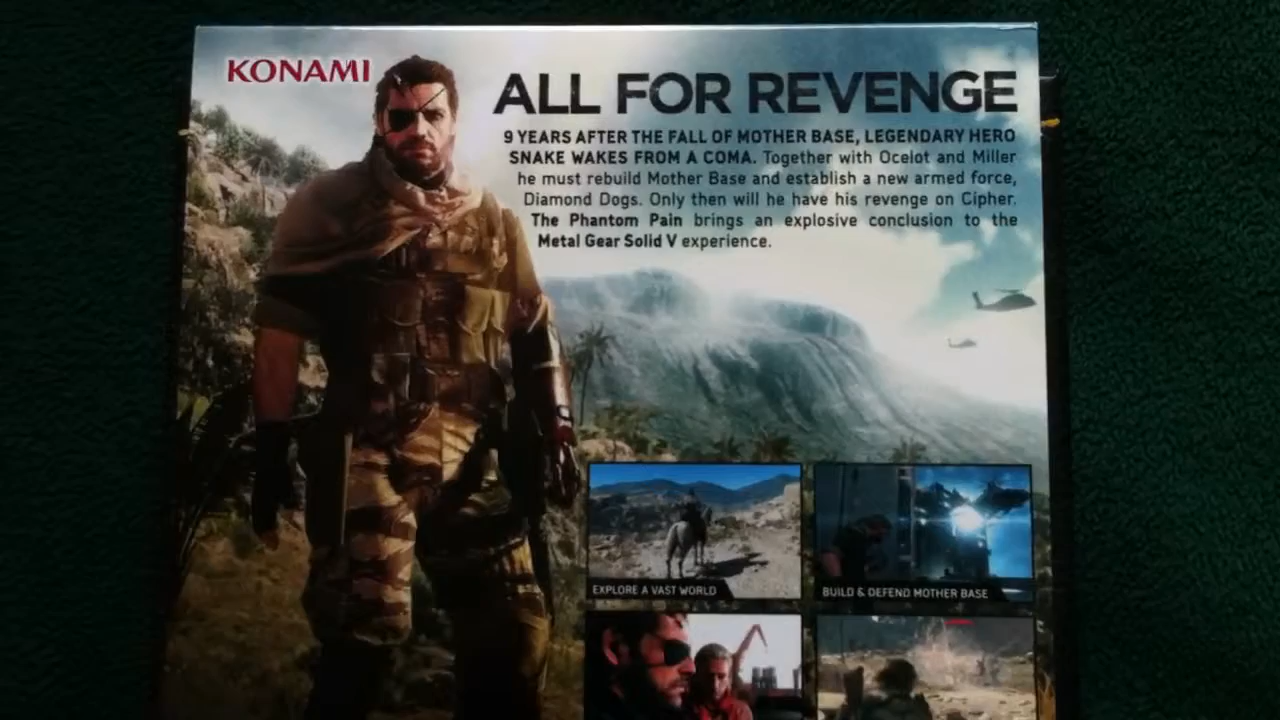 KONAMI
ALL FOR REVENGE
9 YEARS AFTER THE FALL OF MOTHER BASE, LEGENDARY HERO
SNAKE WAKES FROM A COMA. Together with Ocelot and Miller
he must rebuild Mother Base and establish a new armed force,
Diamond Dogs. Only then will he have his revenge on Cipher.
The Phantom Pain brings an explosive conclusion to the
Metal Gear Solid V experience.
EXPLORE A VAST WORLD
BUILD & DEFEND MOTHER BASE